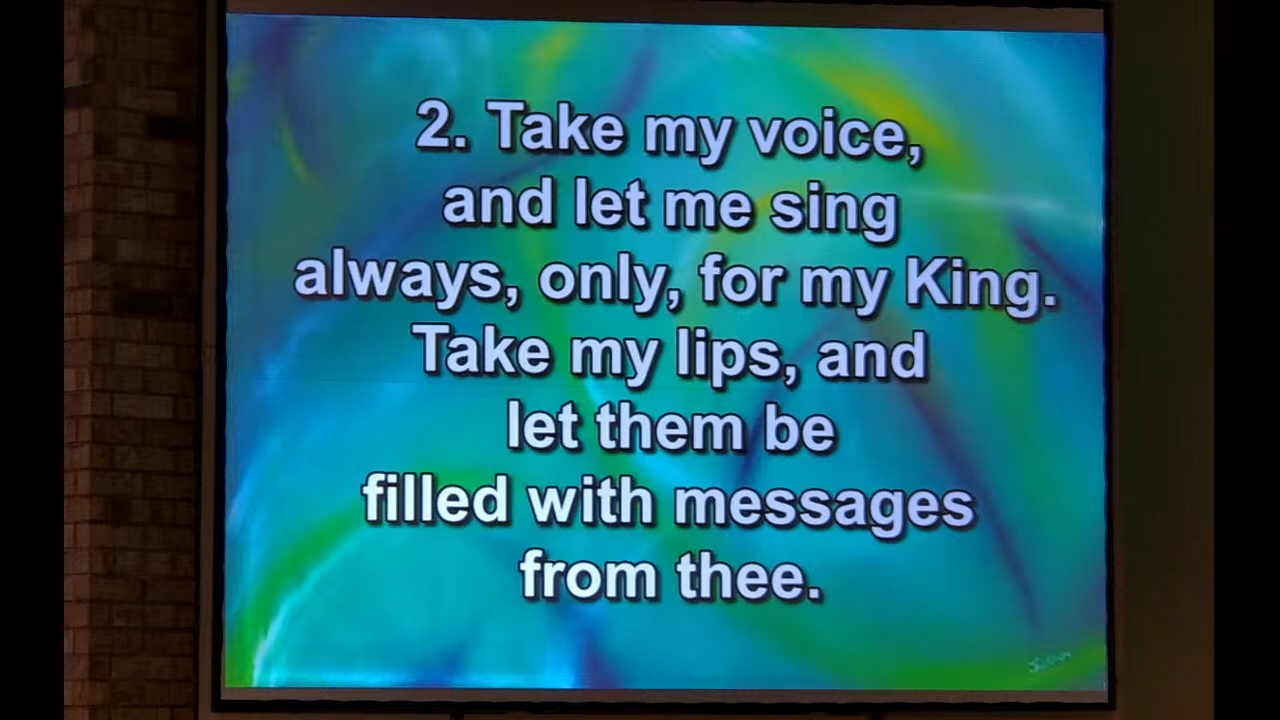 2. Take my voice,
and let me sing
always, only, for my King.
Take my lips, and
let them be
filled with messages
from thee.